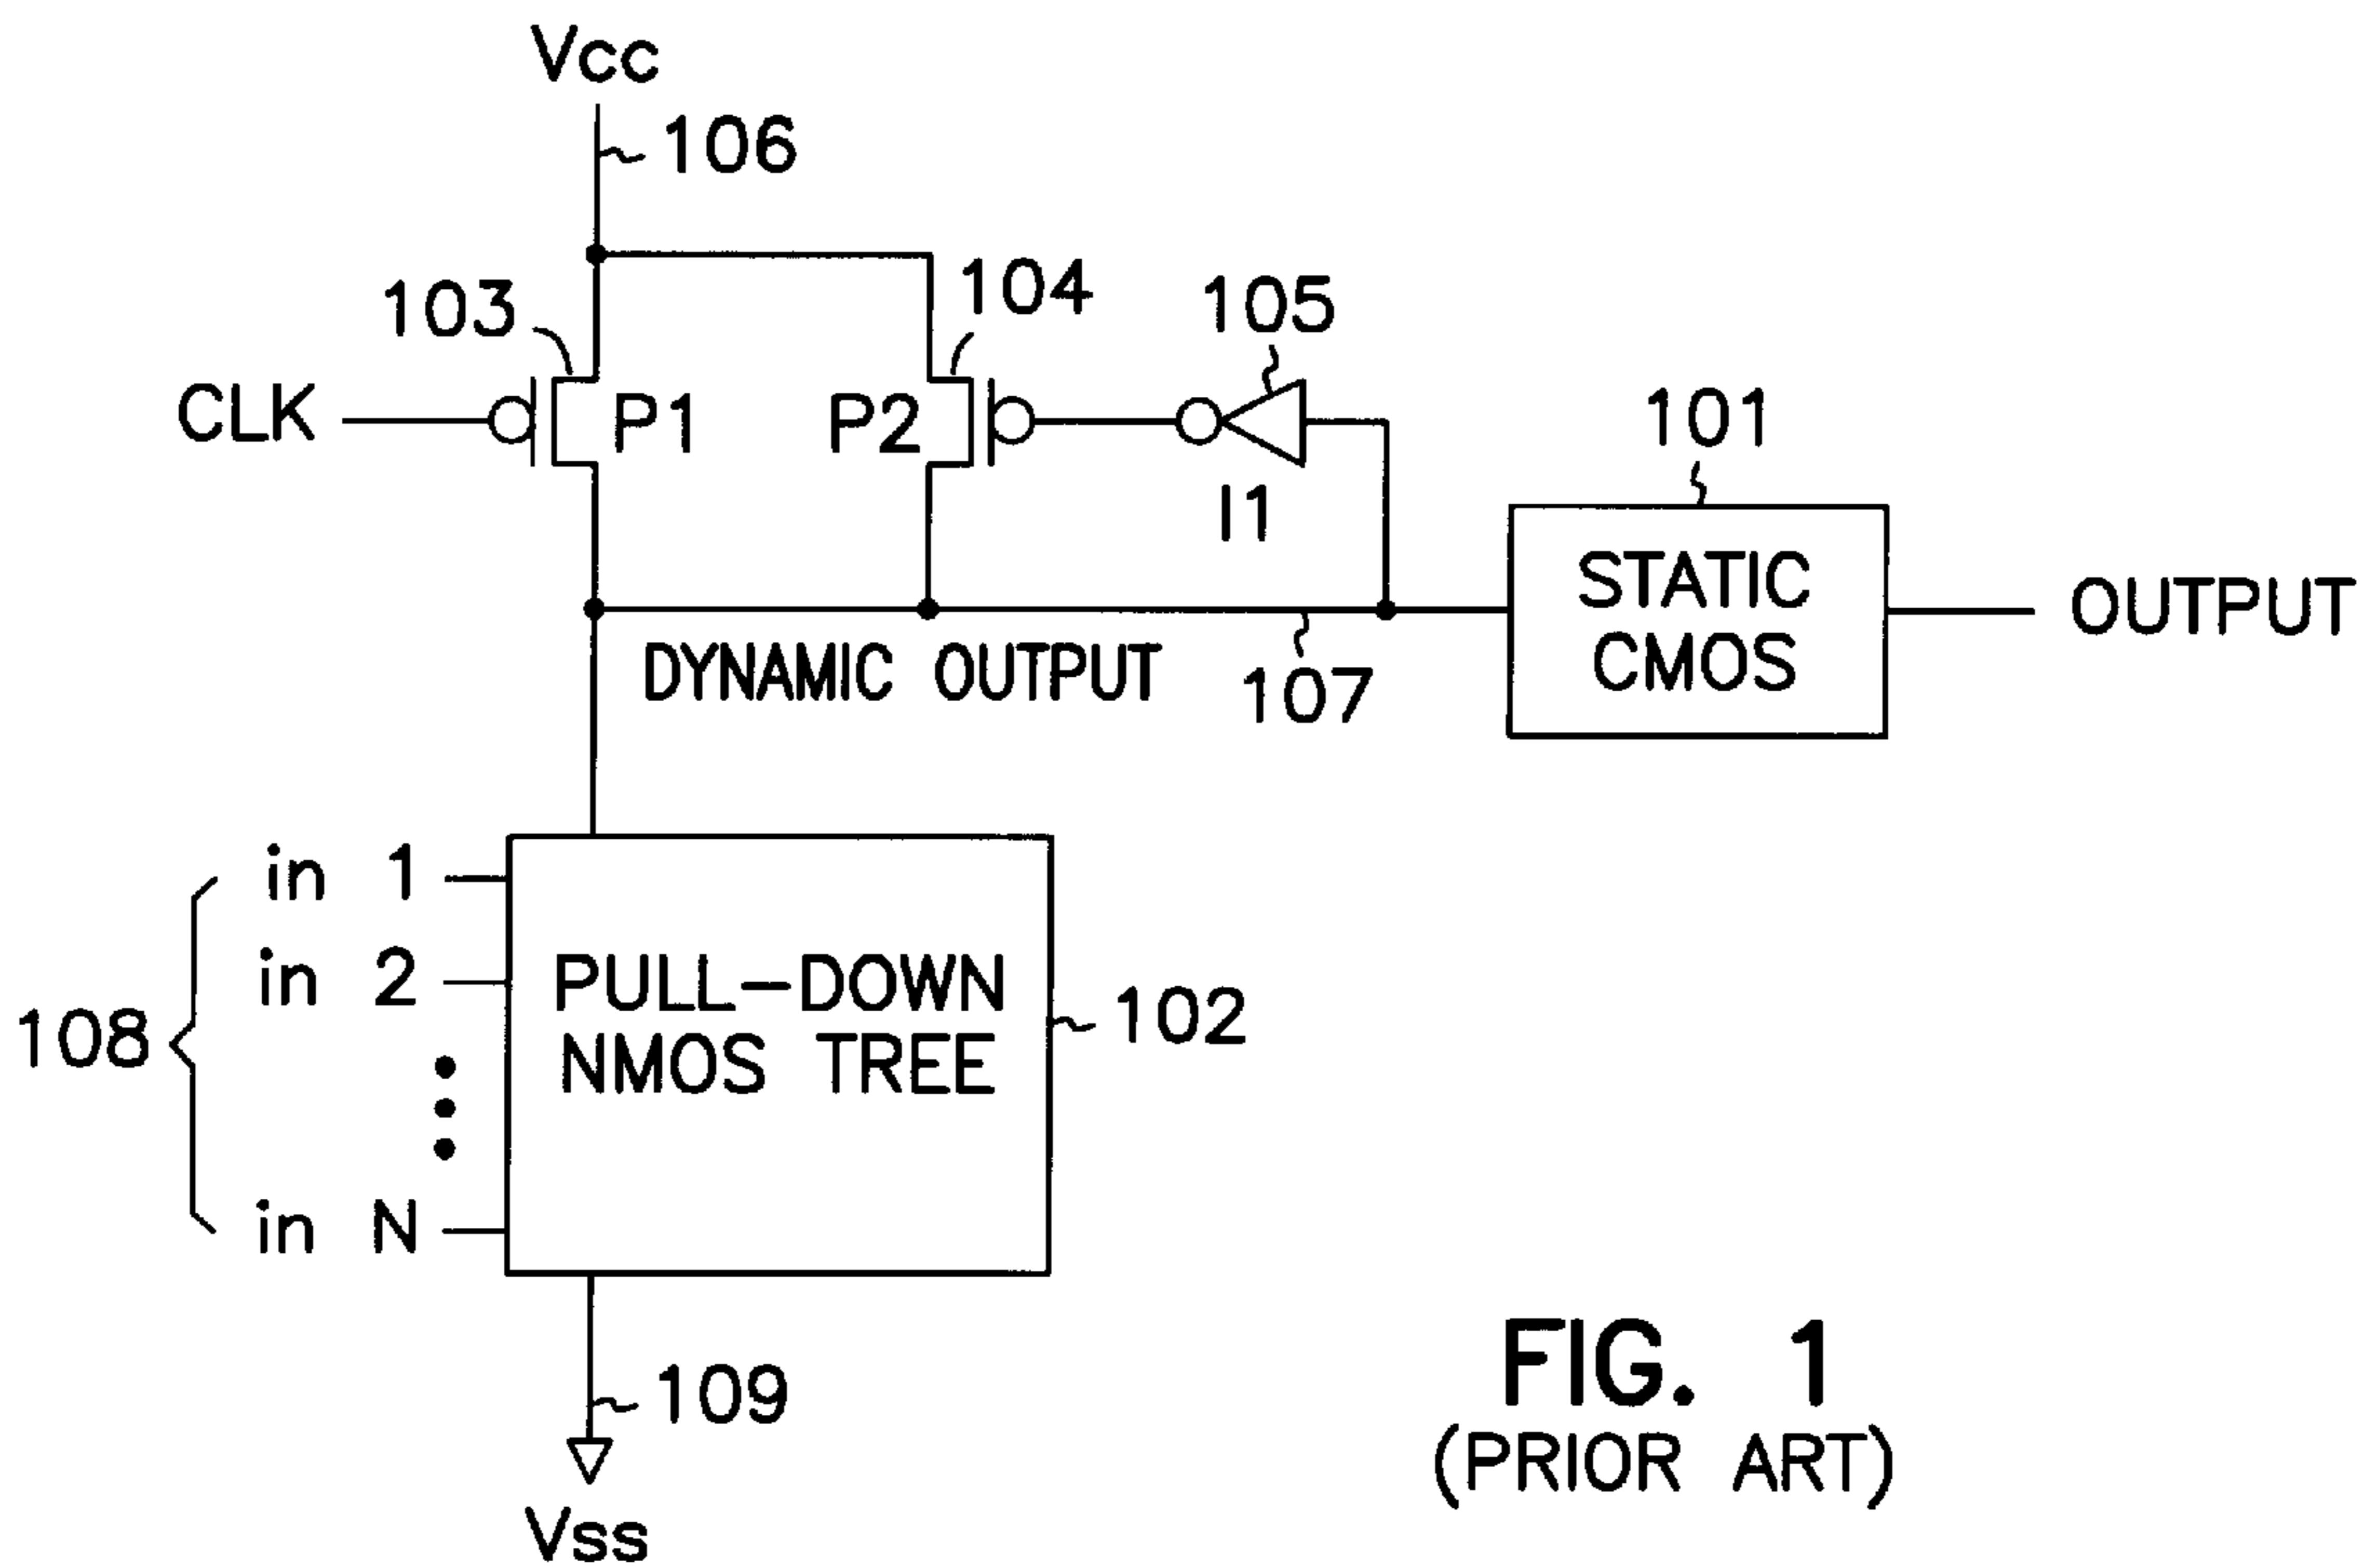 Vcc
106
103
104
105
CLK
P1
P2
I1
101
STATIC
CMOS
OUTPUT
DYNAMIC OUTPUT
107
in 1
in 2
108
PULL-DOWN
NMOS TREE
102
in N
109
Vss
FIG. 1
(PRIOR ART)